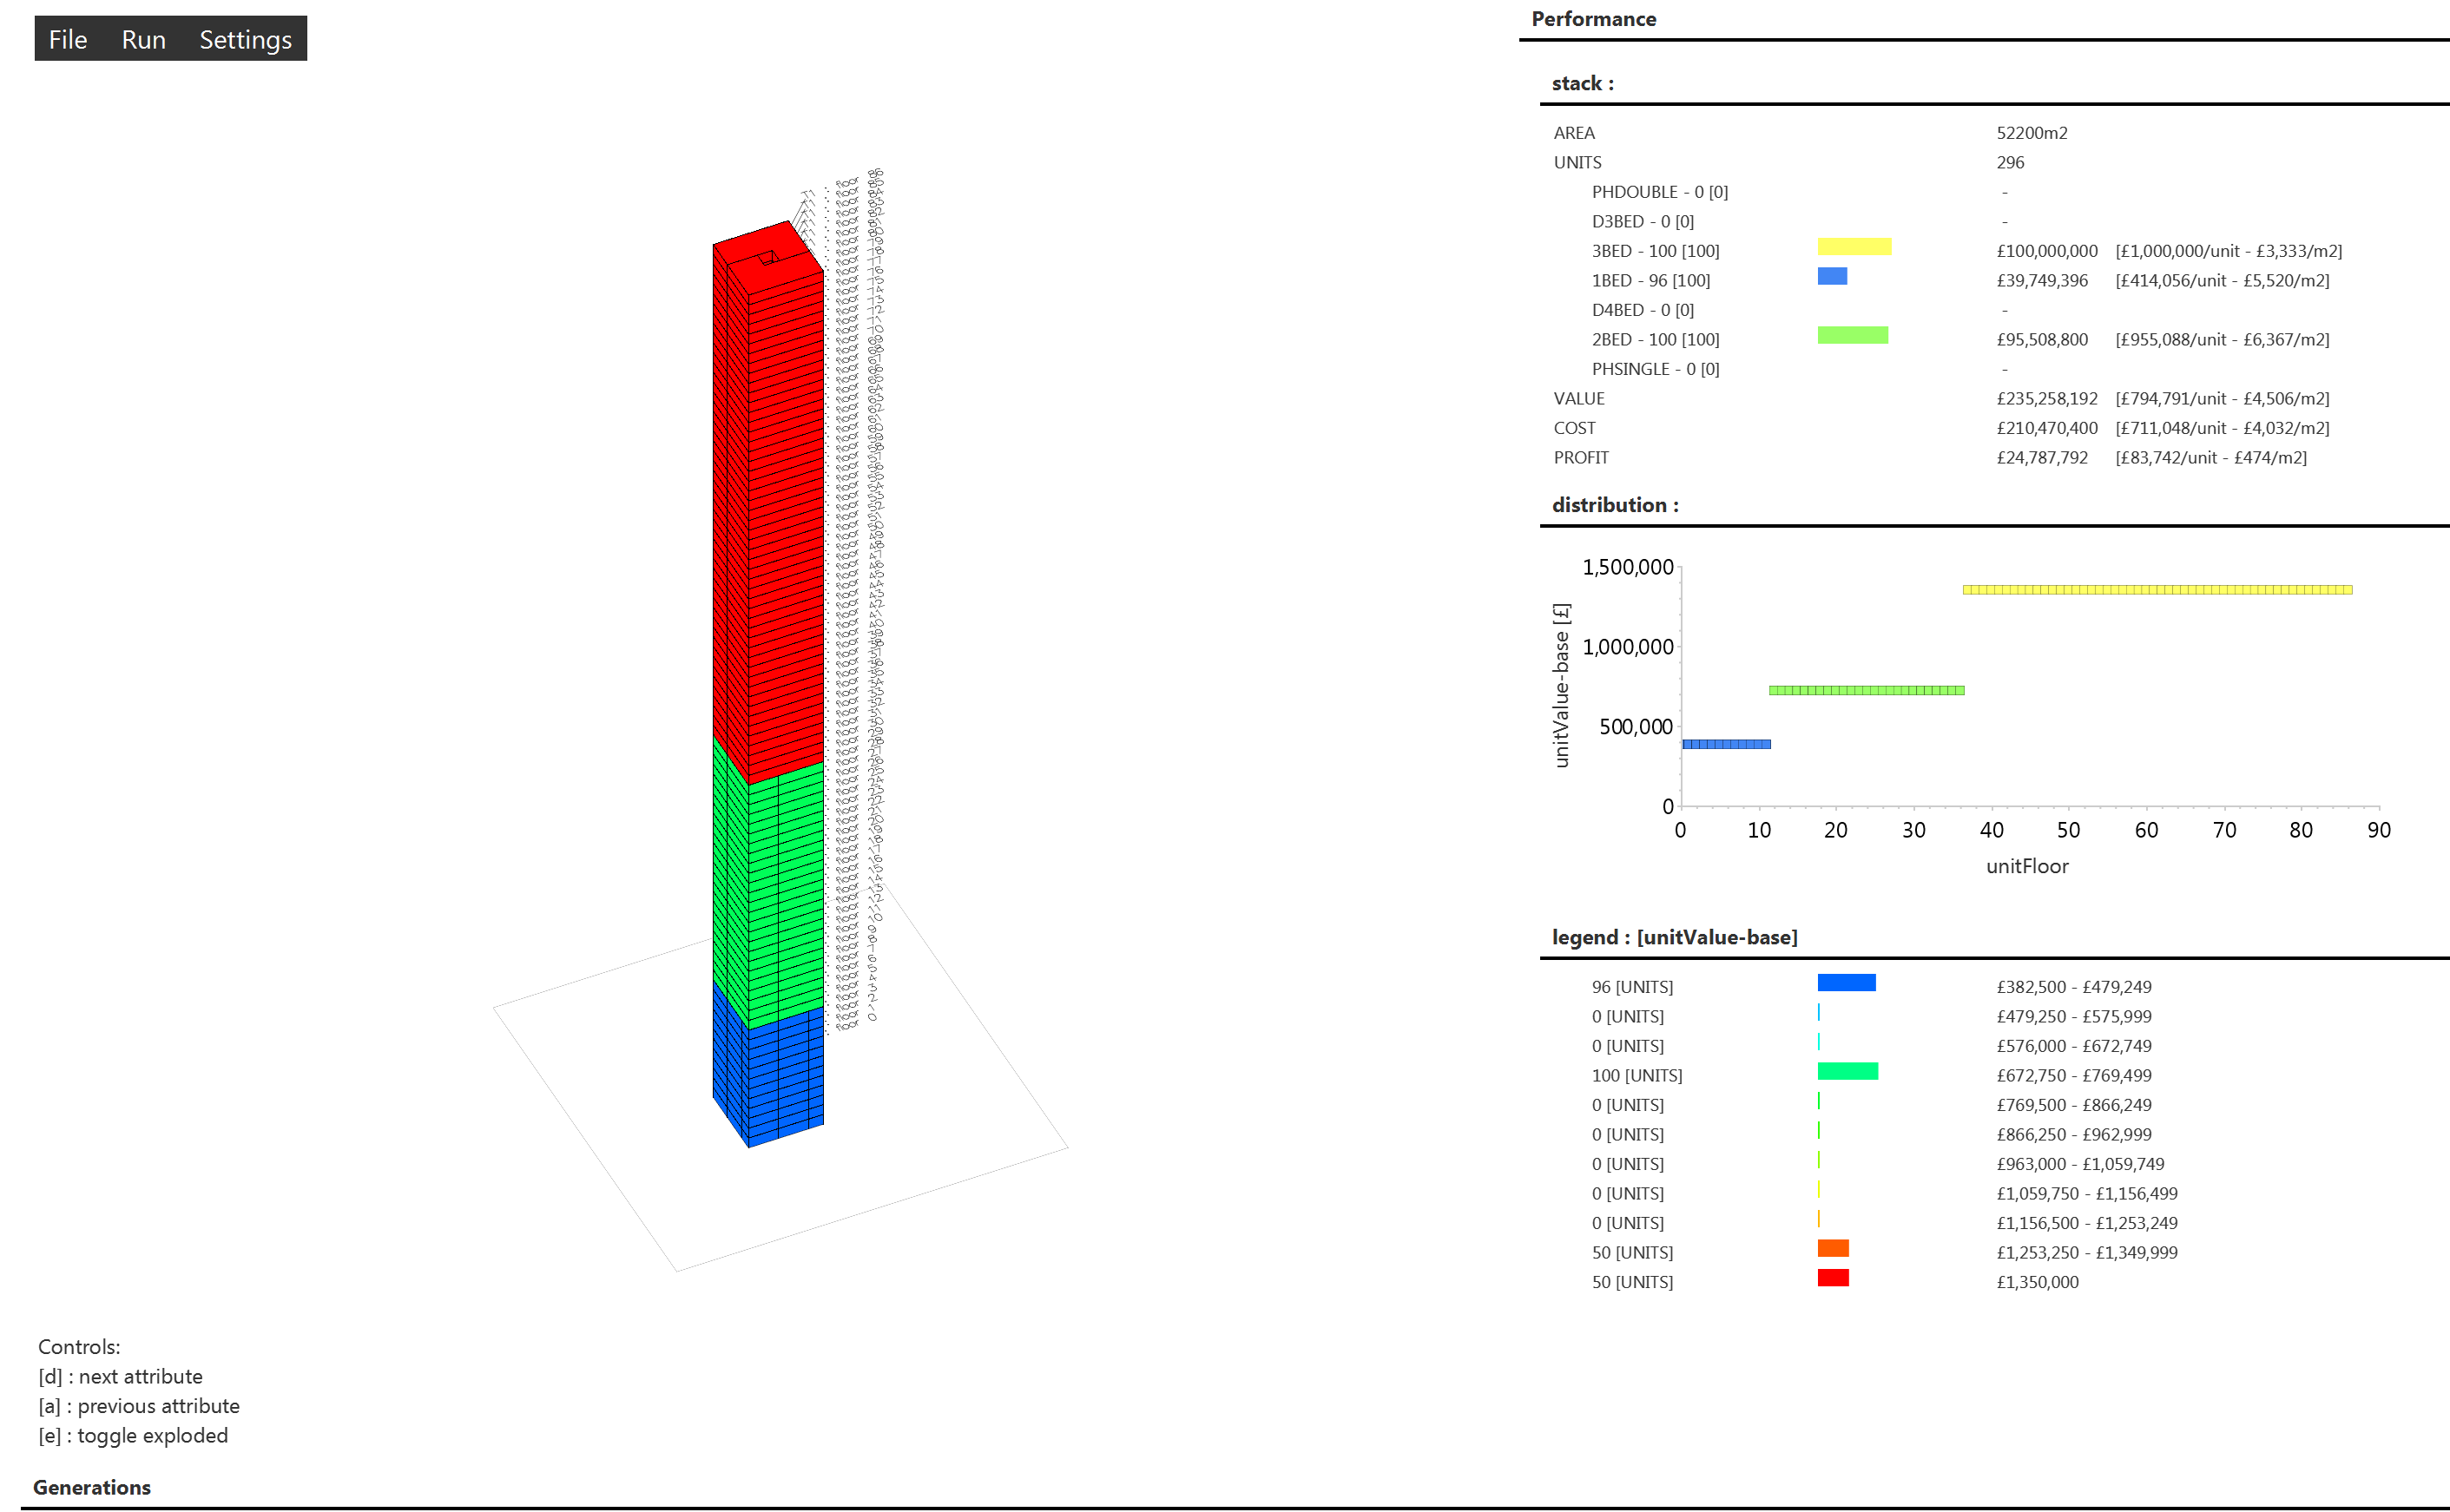 File Run Settings
Performance
stack :
AREA 52200m2
UNITS 296
PHDOUBLE - 0 [0] -
D3BED - 0 [0] -
3BED - 100 [100] £100,000,000 [£1,000,000/unit - £3,333/m2]
1BED - 96 [100] £39,749,396 [£414,056/unit - £5,520/m2]
D4BED - 0 [0] -
2BED - 100 [100] £95,508,800 [£955,088/unit - £6,367/m2]
PHSINGLE - 0 [0] -
VALUE £235,258,192 [£794,791/unit - £4,506/m2]
COST £210,470,400 [£711,048/unit - £4,032/m2]
PROFIT £24,787,792 [£83,742/unit - £474/m2]
distribution :
unitValue-base [£]
1,500,000
1,000,000
500,000
0
0 10 20 30 40 50 60 70 80 90
unitFloor
legend : [unitValue-base]
96 [UNITS] £382,500 - £479,249
0 [UNITS] £479,250 - £575,999
0 [UNITS] £576,000 - £672,749
100 [UNITS] £672,750 - £769,499
0 [UNITS] £769,500 - £866,249
0 [UNITS] £866,250 - £962,999
0 [UNITS] £963,000 - £1,059,749
0 [UNITS] £1,059,750 - £1,156,499
0 [UNITS] £1,156,500 - £1,253,249
50 [UNITS] £1,253,250 - £1,349,999
50 [UNITS] £1,350,000
Controls:
[d] : next attribute
[a] : previous attribute
[e] : toggle exploded
Generations